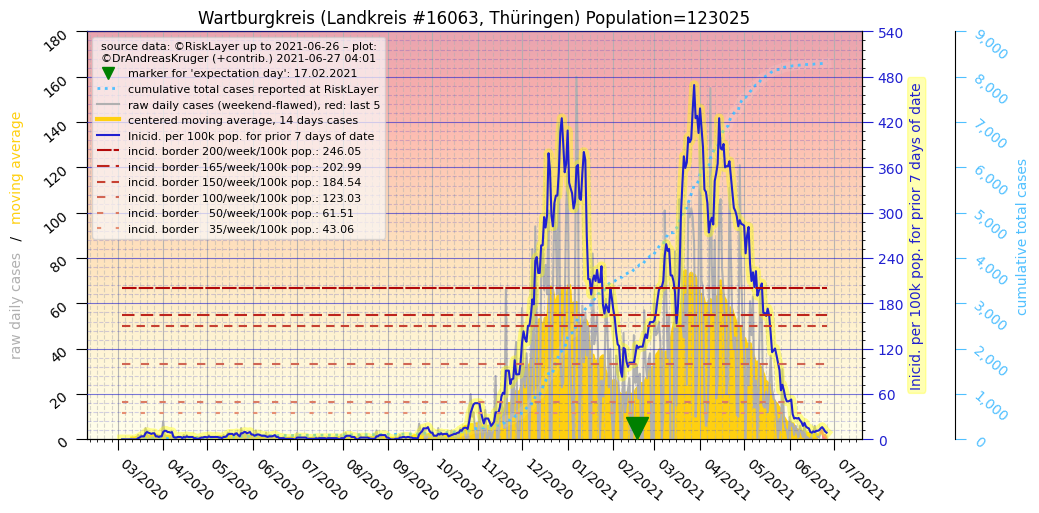 Wartburgkreis (Landkreis #16063, Thüringen) Population=123025
source data: ©RiskLayer up to 2021-06-26 – plot:
©DrAndreasKruger (+contrib.) 2021-06-27 04:01
marker for 'expectation day': 17.02.2021
cumulative total cases reported at RiskLayer
raw daily cases (weekend-flawed), red: last 5
centered moving average, 14 days cases
Inicid. per 100k pop. for prior 7 days of date
incid. border 200/week/100k pop.: 246.05
incid. border 165/week/100k pop.: 202.99
incid. border 150/week/100k pop.: 184.54
incid. border 100/week/100k pop.: 123.03
incid. border   50/week/100k pop.: 61.51
incid. border   35/week/100k pop.: 43.06
raw daily cases / moving average
180
160
140
120
100
80
60
40
20
0
03/2020
04/2020
05/2020
06/2020
07/2020
08/2020
09/2020
10/2020
11/2020
12/2020
01/2021
02/2021
03/2021
04/2021
05/2021
06/2021
07/2021
540
480
420
360
300
240
180
120
60
0
Inicid. per 100k pop. for prior 7 days of date
9,000
8,000
7,000
6,000
5,000
4,000
3,000
2,000
1,000
0
cumulative total cases